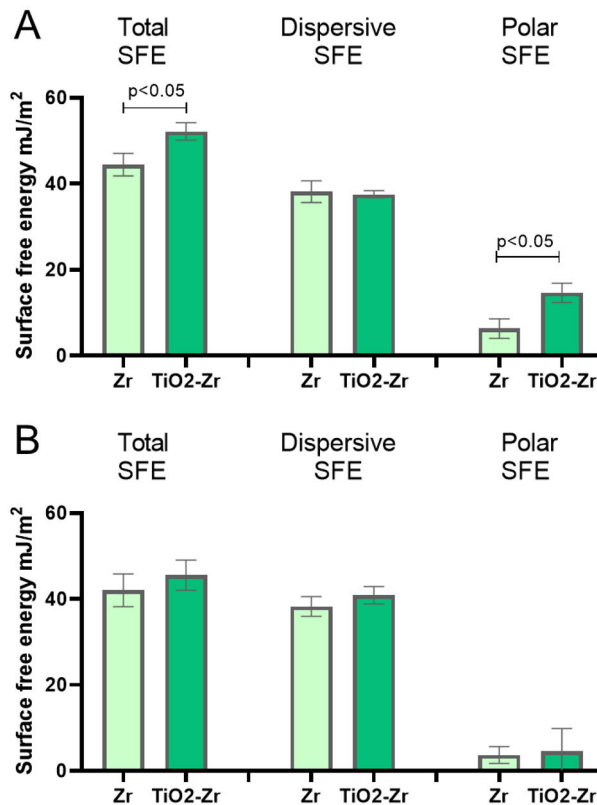 A
Total Dispersive Polar
SFE SFE SFE
p<0.05
60
40
20
0
Surface free energy mJ/m²
p<0.05
Zr TiO2-Zr Zr TiO2-Zr Zr TiO2-Zr
B
Total Dispersive Polar
SFE SFE SFE
60
40
20
0
Surface free energy mJ/m²
Zr TiO2-Zr Zr TiO2-Zr Zr TiO2-Zr